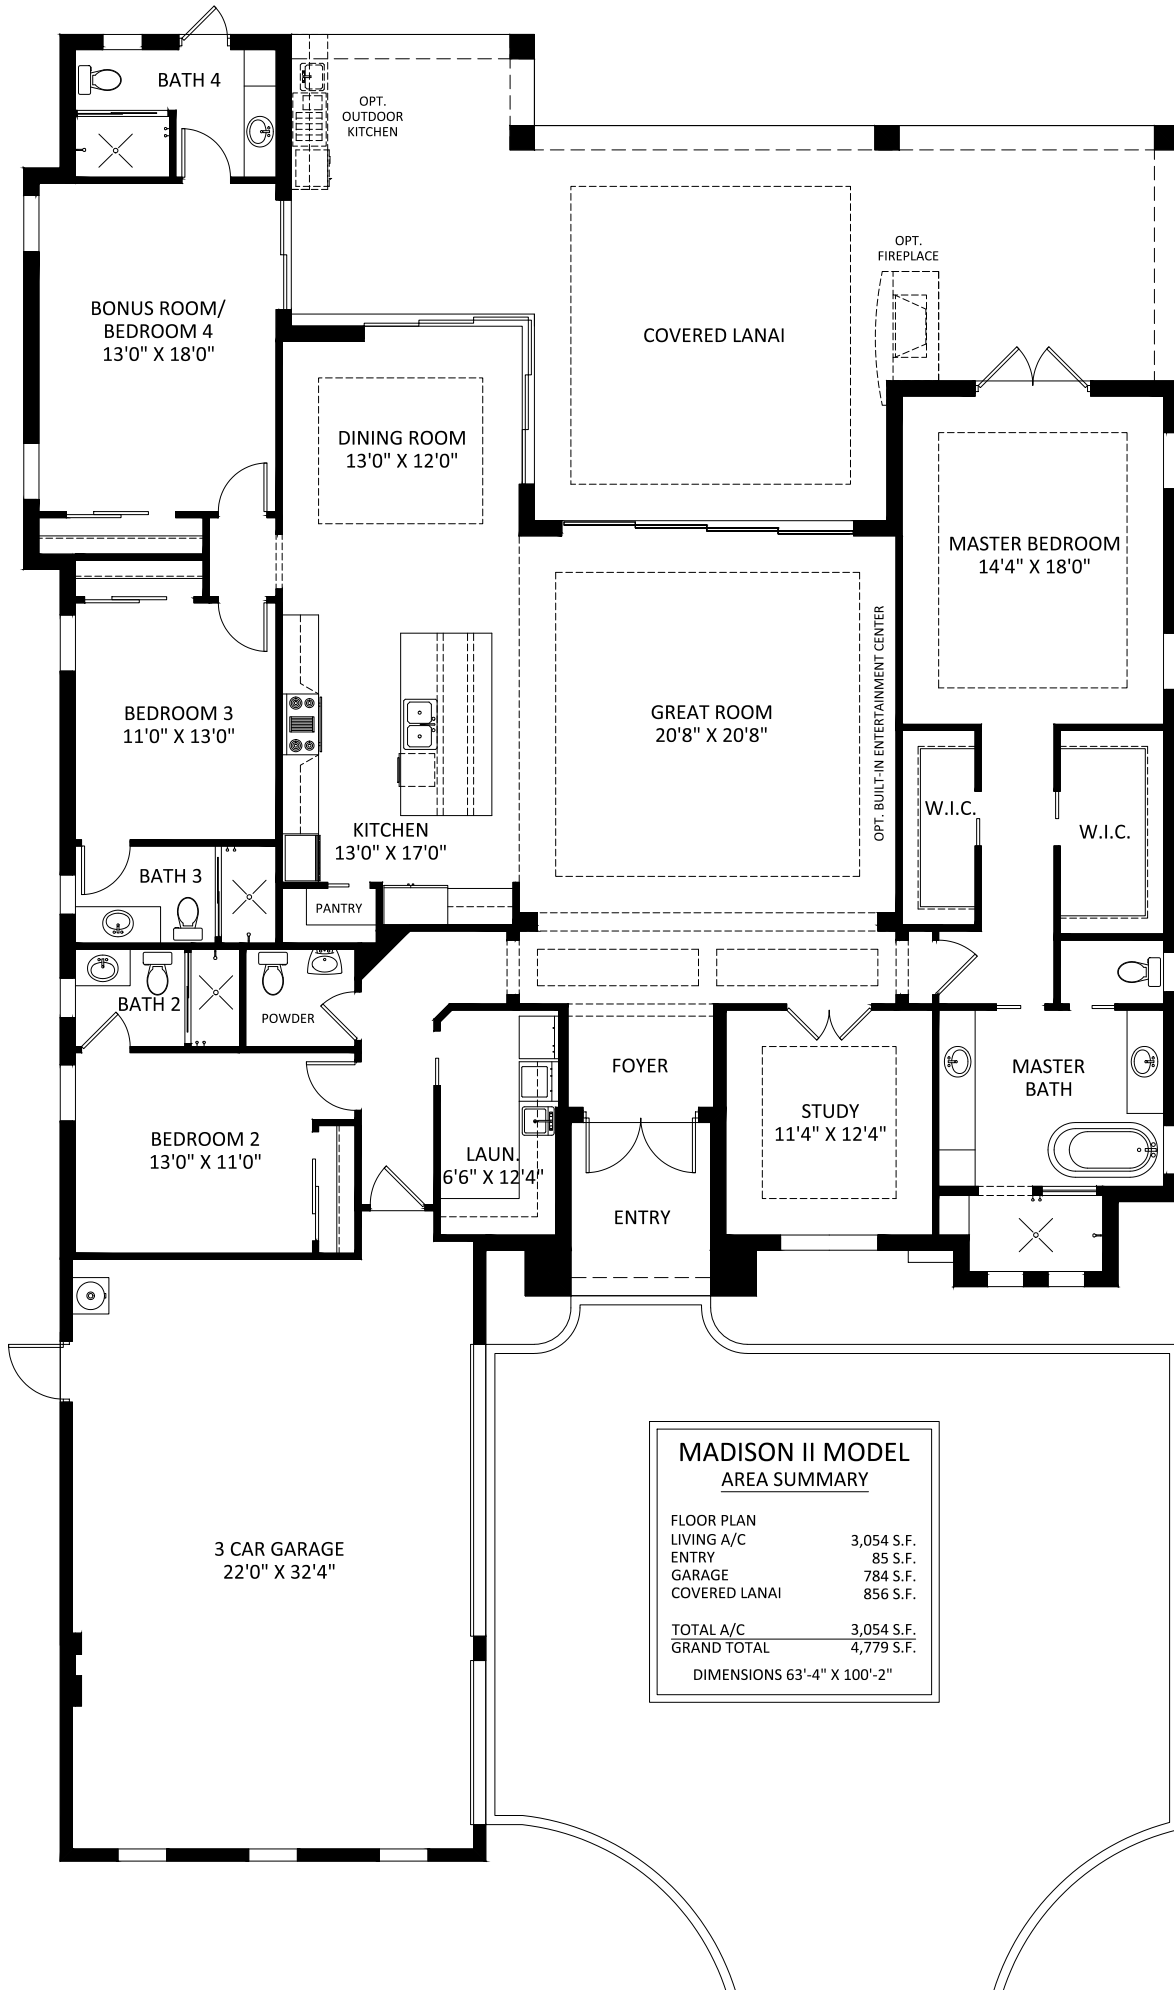 BATH 4
OPT.
OUTDOOR
KITCHEN
OPT.
FIREPLACE
BONUS ROOM/
BEDROOM 4
13'0" X 18'0"
COVERED LANAI
DINING ROOM
13'0" X 12'0"
MASTER BEDROOM
14'4" X 18'0"
OPT. BUILT-IN ENTERTAINMENT CENTER
BEDROOM 3
11'0" X 13'0"
GREAT ROOM
20'8" X 20'8"
W.I.C.
W.I.C.
KITCHEN
13'0" X 17'0"
BATH 3
PANTRY
BATH 2
POWDER
FOYER
MASTER
BATH
STUDY
11'4" X 12'4"
BEDROOM 2
13'0" X 11'0"
LAUN.
6'6" X 12'4"
ENTRY
3 CAR GARAGE
22'0" X 32'4"
MADISON II MODEL
AREA SUMMARY
FLOOR PLAN
LIVING A/C 3,054 S.F.
ENTRY 85 S.F.
GARAGE 784 S.F.
COVERED LANAI 856 S.F.
TOTAL A/C 3,054 S.F.
GRAND TOTAL 4,779 S.F.
DIMENSIONS 63'-4" X 100'-2"